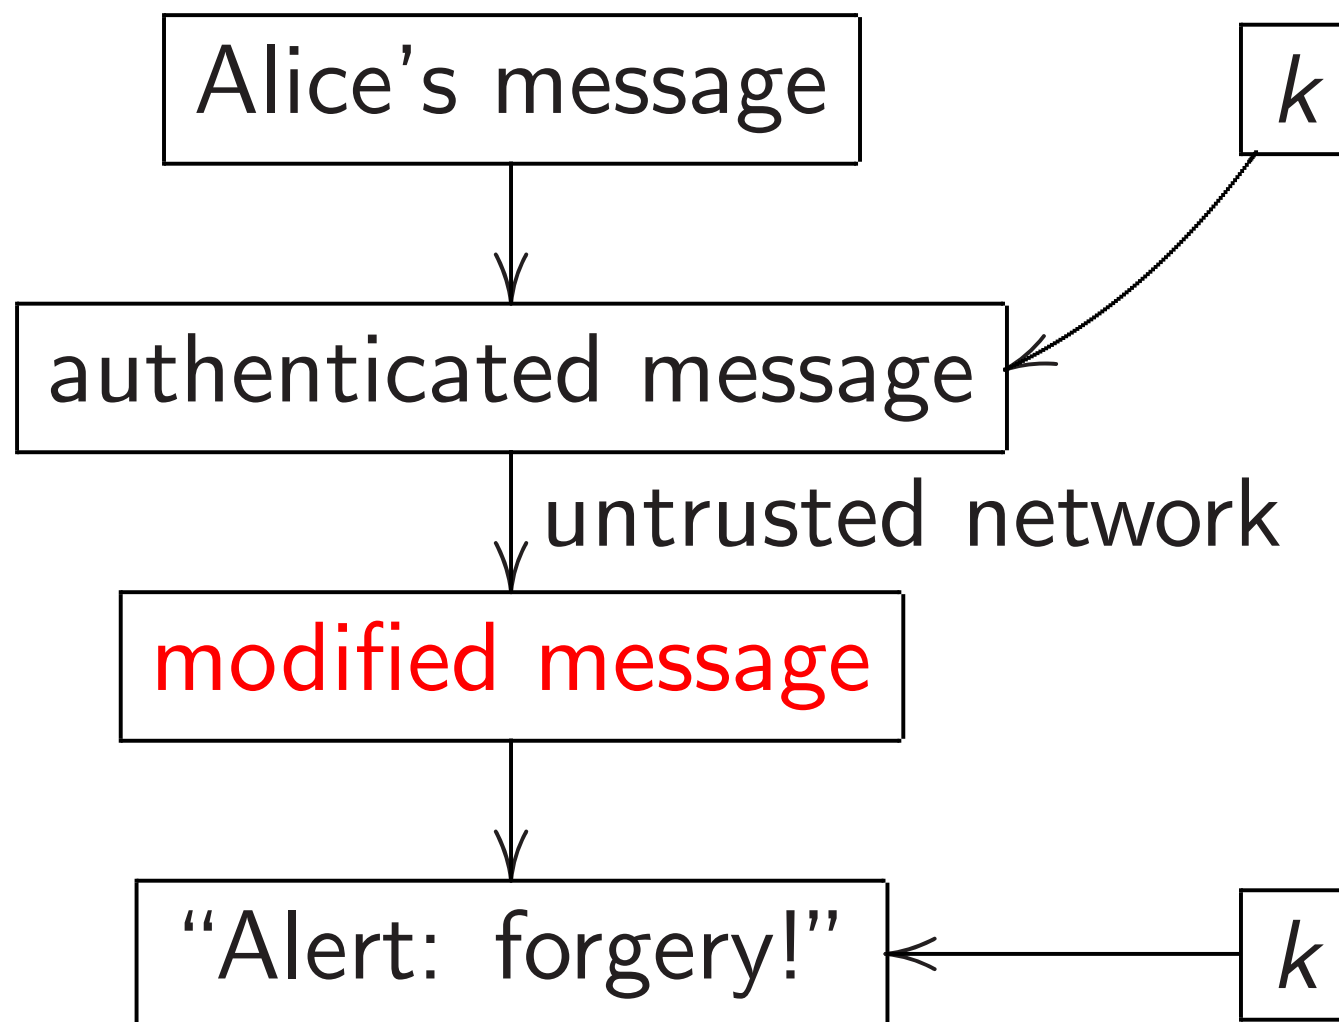 Alice’s message
k
authenticated message
untrusted network
modified message
“Alert: forgery!”
k